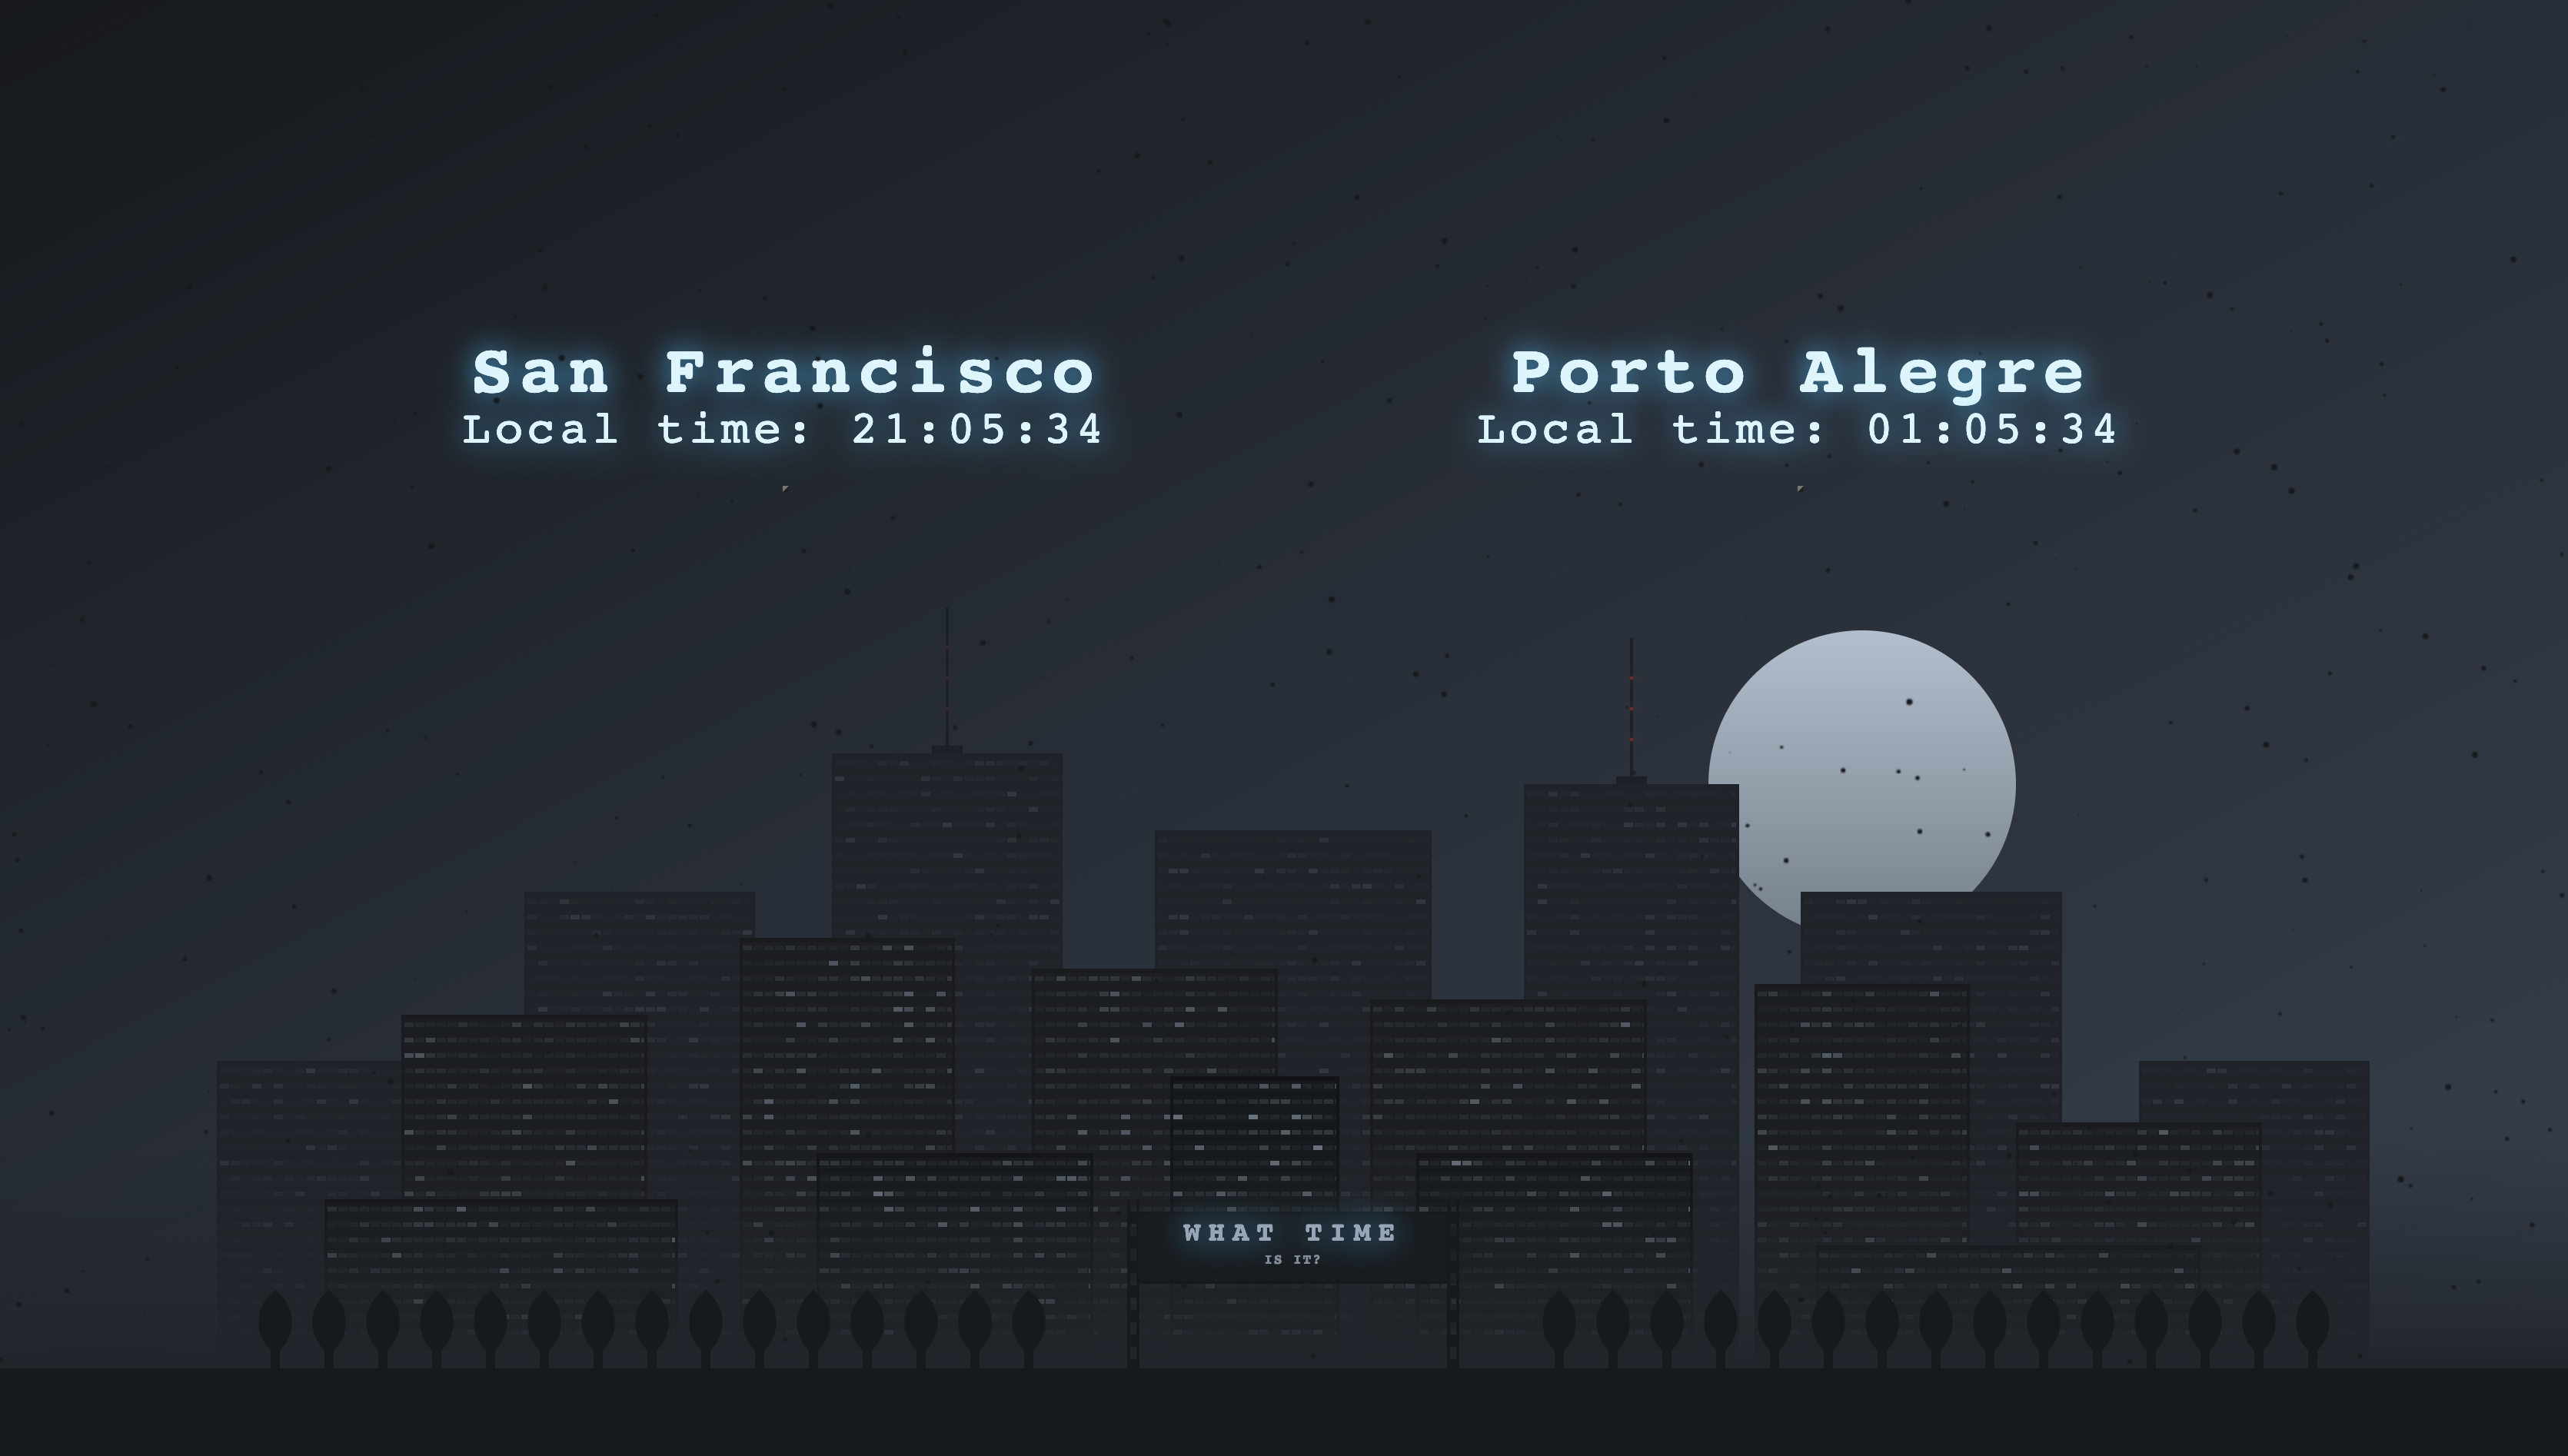 San Francisco
Local time: 21:05:34
Porto Alegre
Local time: 01:05:34
WHAT TIME
IS IT?